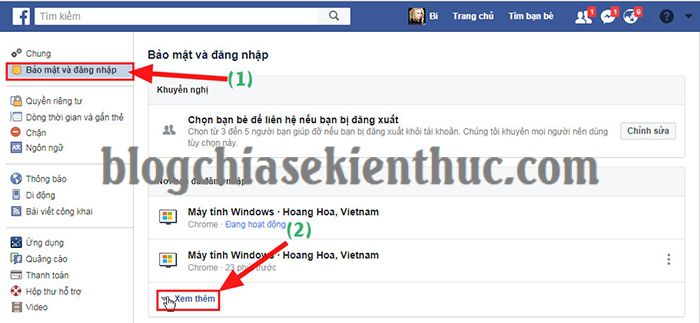 f
Tìm kiếm
Bi Trang chủ Tìm bạn bè 1 1 1 ?
Chung
Bảo mật và đăng nhập
(1)
Quyền riêng tư
Dòng thời gian và gắn thẻ
Chặn
Ngôn ngữ
Thông báo
Di động
Bài viết công khai
Ứng dụng
Quảng cáo
Thanh toán
Hộp thư hỗ trợ
Video
Bảo mật và đăng nhập
Khuyến nghị
Chọn bạn bè để liên hệ nếu bạn bị đăng xuất
Chọn từ 3 đến 5 người bạn giúp đỡ nếu bạn bị đăng xuất khỏi tài khoản. Chúng tôi khuyên mọi người nên dùng
tùy chọn này.
Chỉnh sửa
blogchiasekienthuc.com
Nơi bạn đã đăng nhập
Máy tính Windows · Hoang Hoa, Vietnam
Chrome · Đang hoạt động
(2)
Máy tính Windows · Hoang Hoa, Vietnam
Chrome · 23 phút trước
Xem thêm